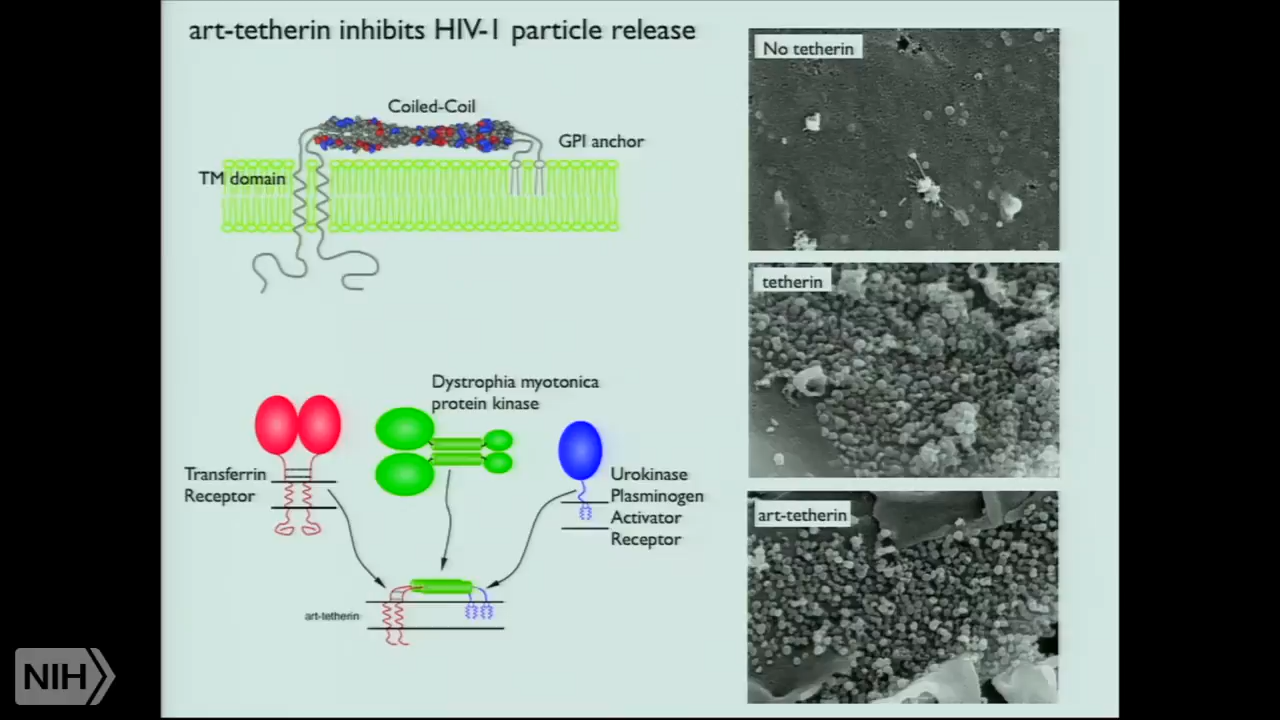 art-tetherin inhibits HIV-1 particle release
Coiled-Coil
GPI anchor
TM domain
Dystrophia myotonica
protein kinase
Transferrin
Receptor
Urokinase
Plasminogen
Activator
Receptor
art-tetherin
No tetherin
tetherin
art-tetherin
NIH